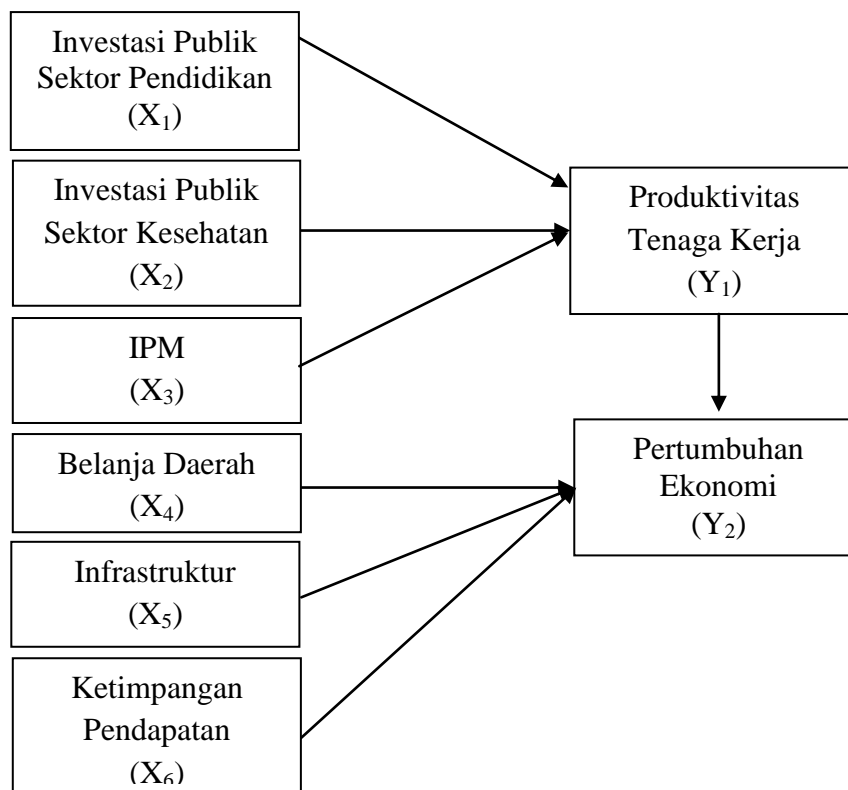 Investasi Publik
Sektor Pendidikan
(X₁)
Investasi Publik
Sektor Kesehatan
(X₂)
IPM
(X₃)
Belanja Daerah
(X₄)
Infrastruktur
(X₅)
Ketimpangan
Pendapatan
(X₆)
Produktivitas
Tenaga Kerja
(Y₁)
Pertumbuhan
Ekonomi
(Y₂)